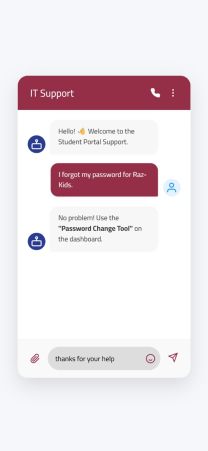 IT Support
Hello! 👋 Welcome to the
Student Portal Support.
I forgot my password for Raz-
Kids.
No problem! Use the
"Password Change Tool" on
the dashboard.
thanks for your help